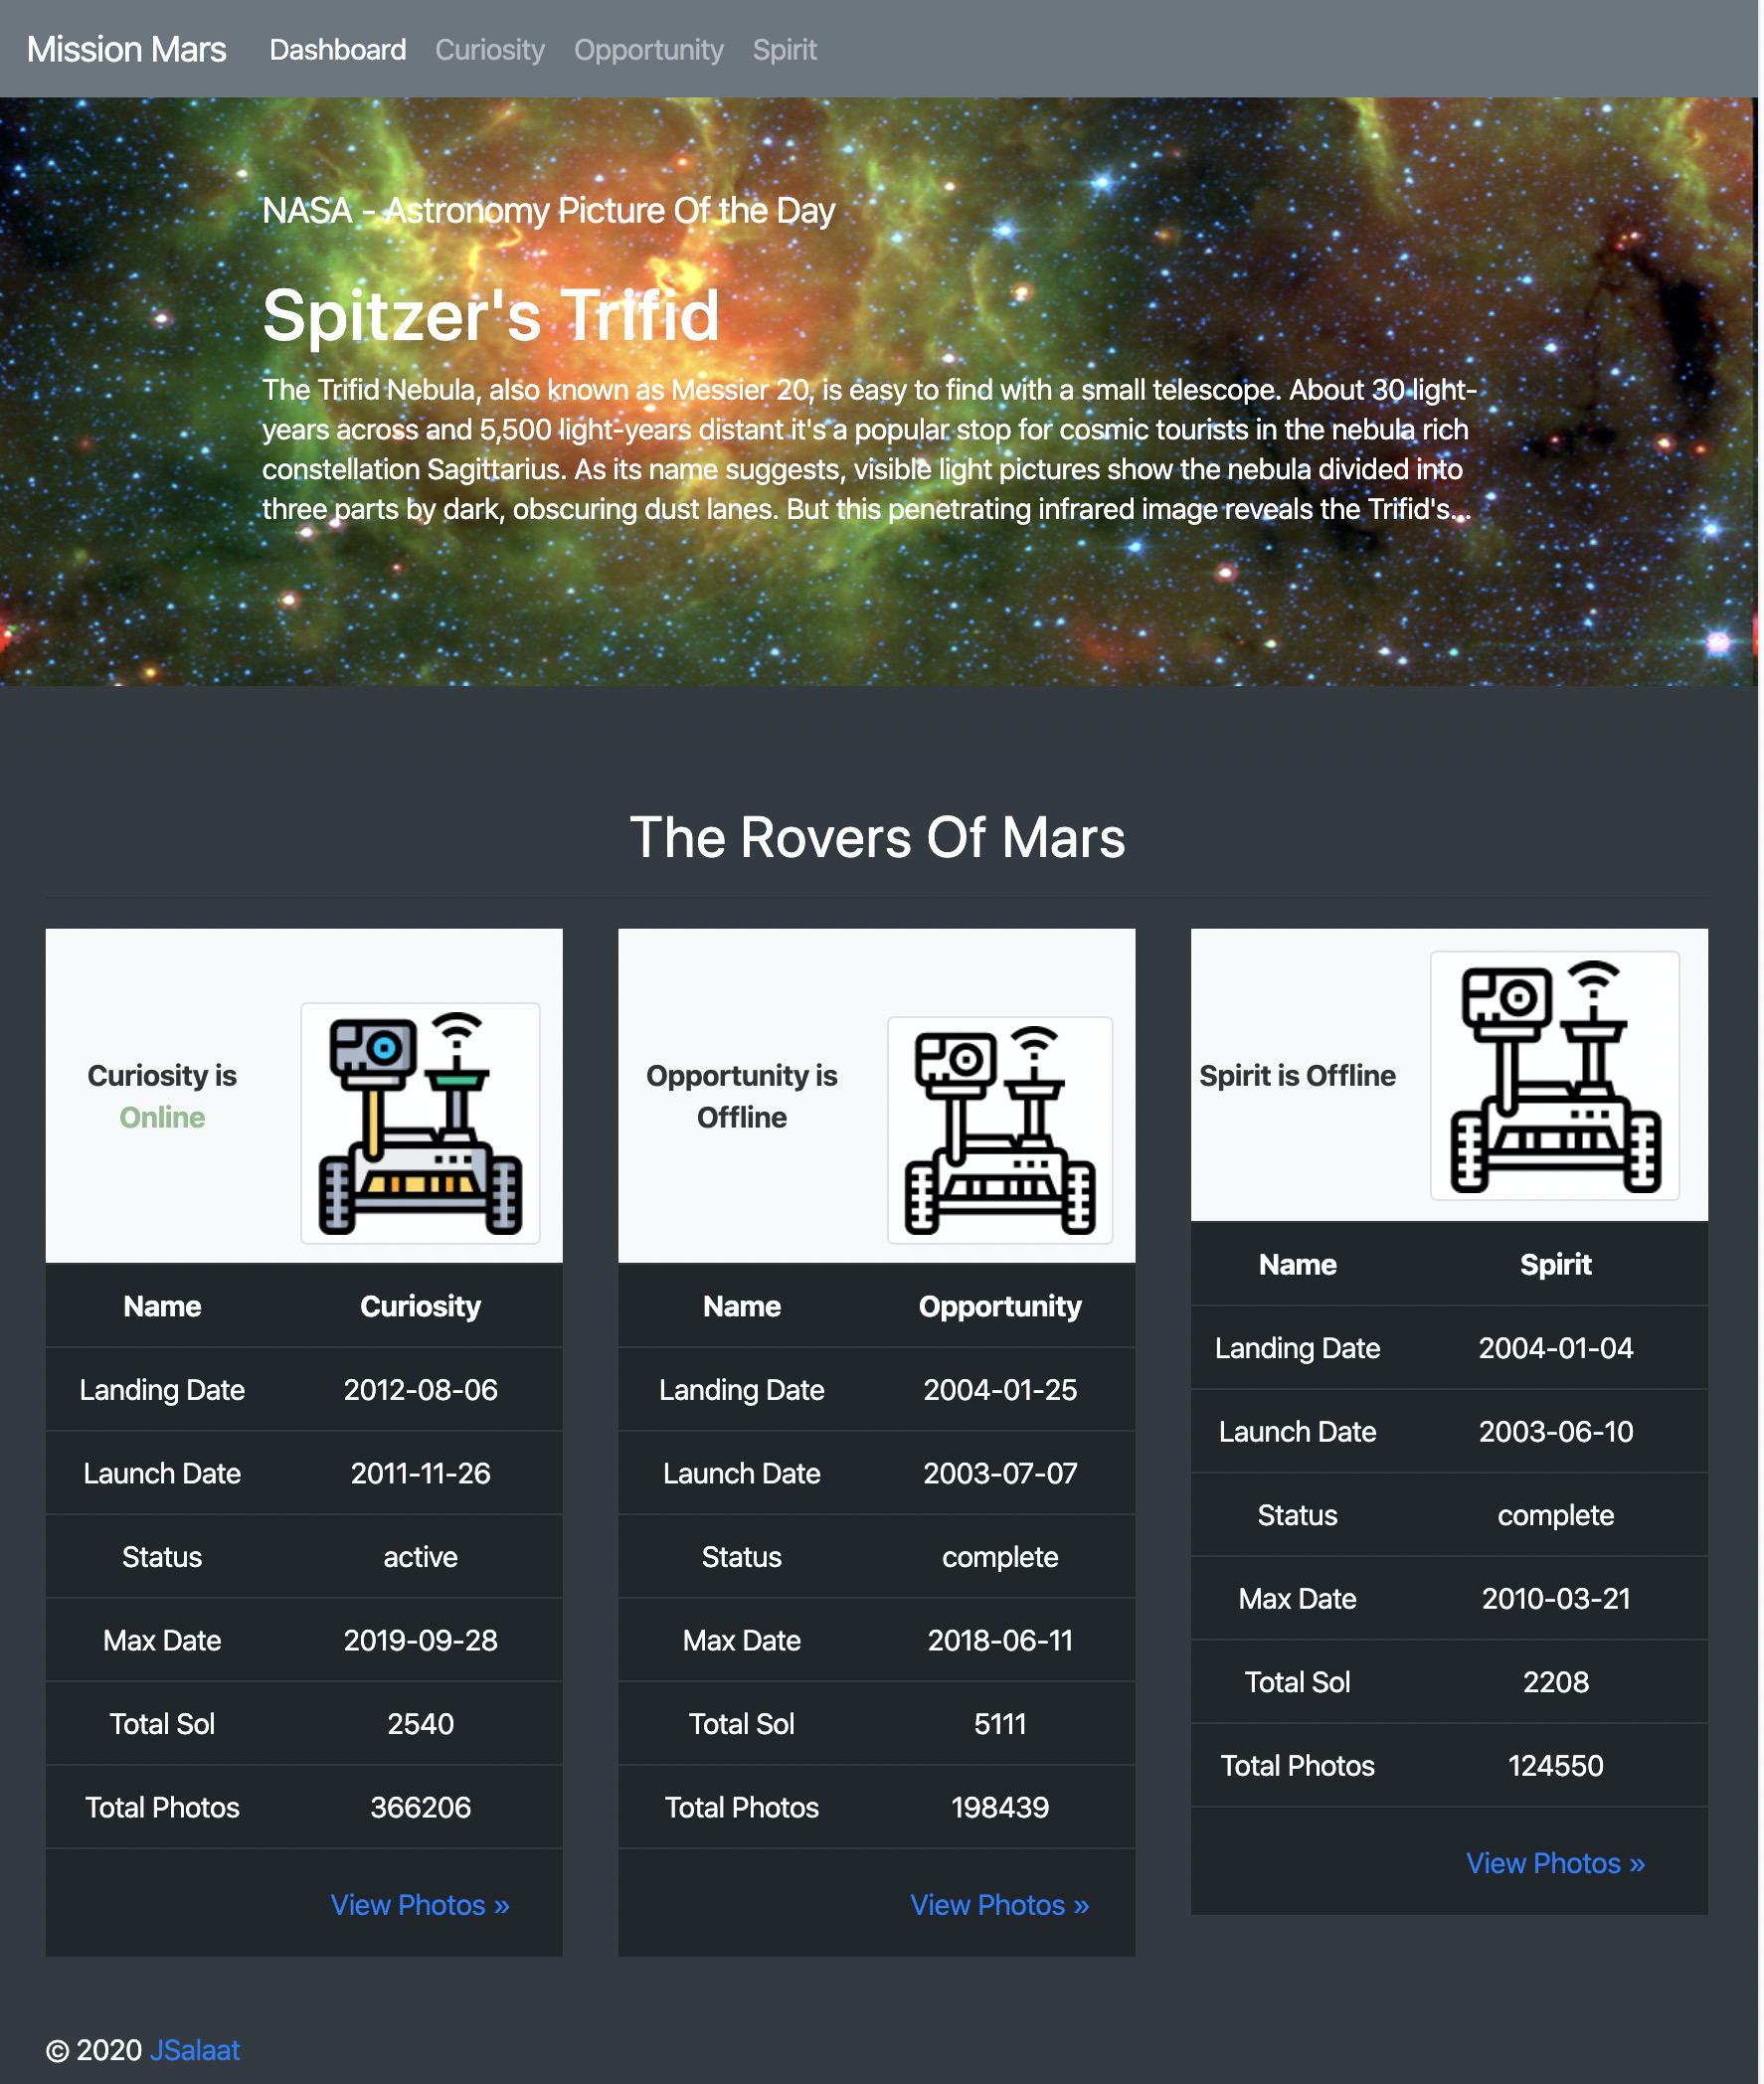 Mission Mars Dashboard Curiosity Opportunity Spirit
NASA - Astronomy Picture Of the Day
Spitzer's Trifid
The Trifid Nebula, also known as Messier 20, is easy to find with a small telescope. About 30 light-
years across and 5,500 light-years distant it's a popular stop for cosmic tourists in the nebula rich
constellation Sagittarius. As its name suggests, visible light pictures show the nebula divided into
three parts by dark, obscuring dust lanes. But this penetrating infrared image reveals the Trifid's...
The Rovers Of Mars
Curiosity is
Online
Name Curiosity
Landing Date 2012-08-06
Launch Date 2011-11-26
Status active
Max Date 2019-09-28
Total Sol 2540
Total Photos 366206
View Photos »
Opportunity is
Offline
Name Opportunity
Landing Date 2004-01-25
Launch Date 2003-07-07
Status complete
Max Date 2018-06-11
Total Sol 5111
Total Photos 198439
View Photos »
Spirit is Offline
Name Spirit
Landing Date 2004-01-04
Launch Date 2003-06-10
Status complete
Max Date 2010-03-21
Total Sol 2208
Total Photos 124550
View Photos »
© 2020 JSalaat